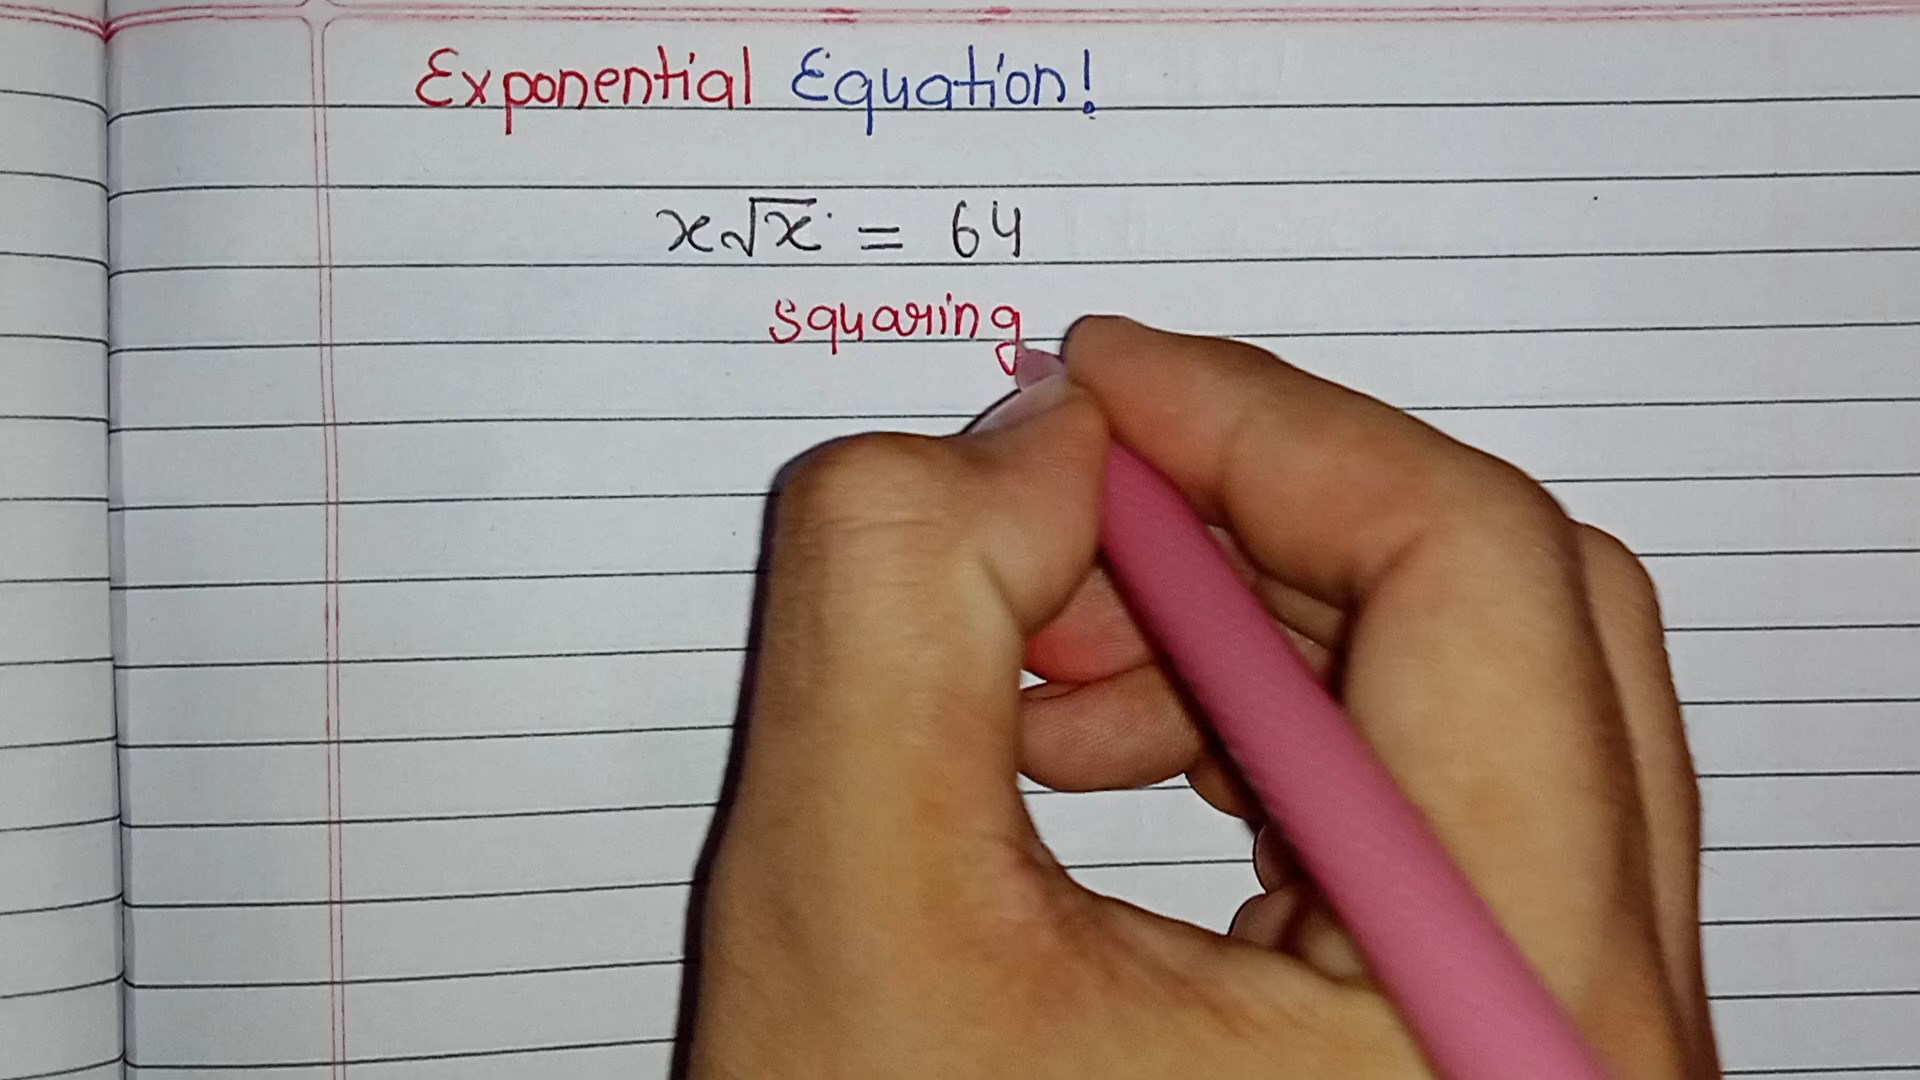 Exponential Equation!
x√x = 64
squaring